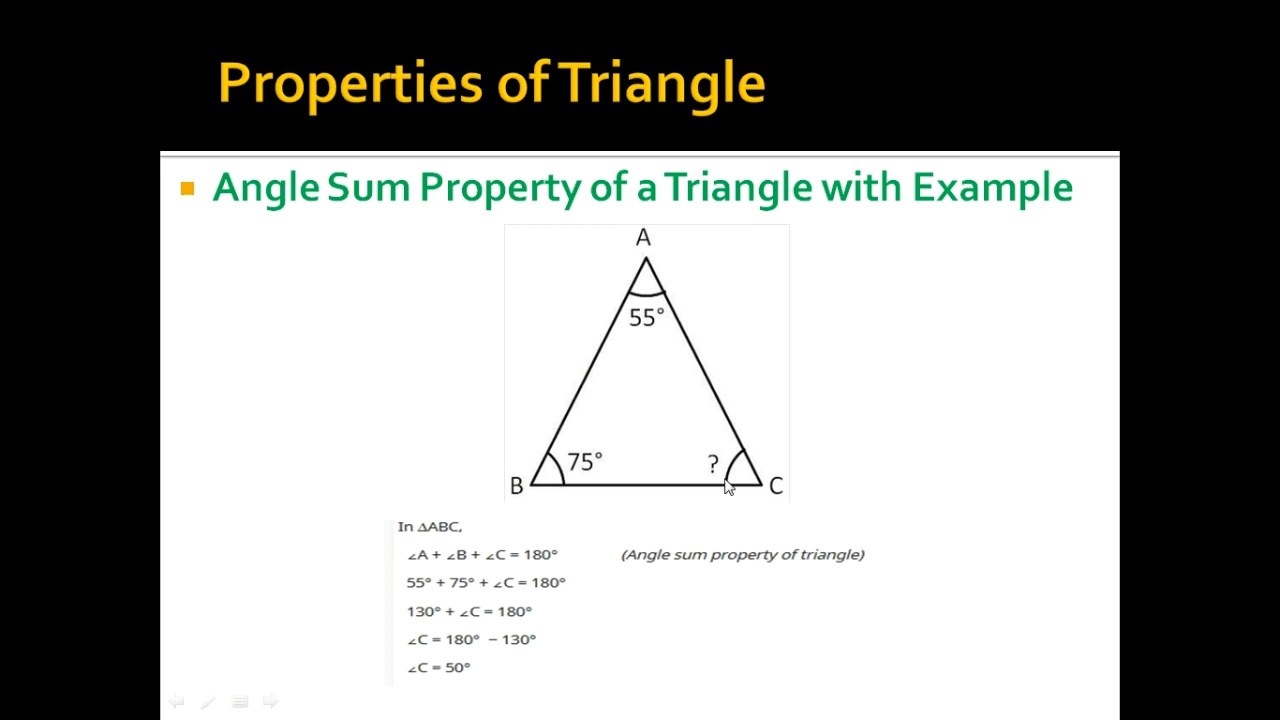 Properties of Triangle
Angle Sum Property of a Triangle with Example
A
55°
75°
?
B
C
In ΔABC,
∠A + ∠B + ∠C = 180° (Angle sum property of triangle)
55° + 75° + ∠C = 180°
130° + ∠C = 180°
∠C = 180° − 130°
∠C = 50°